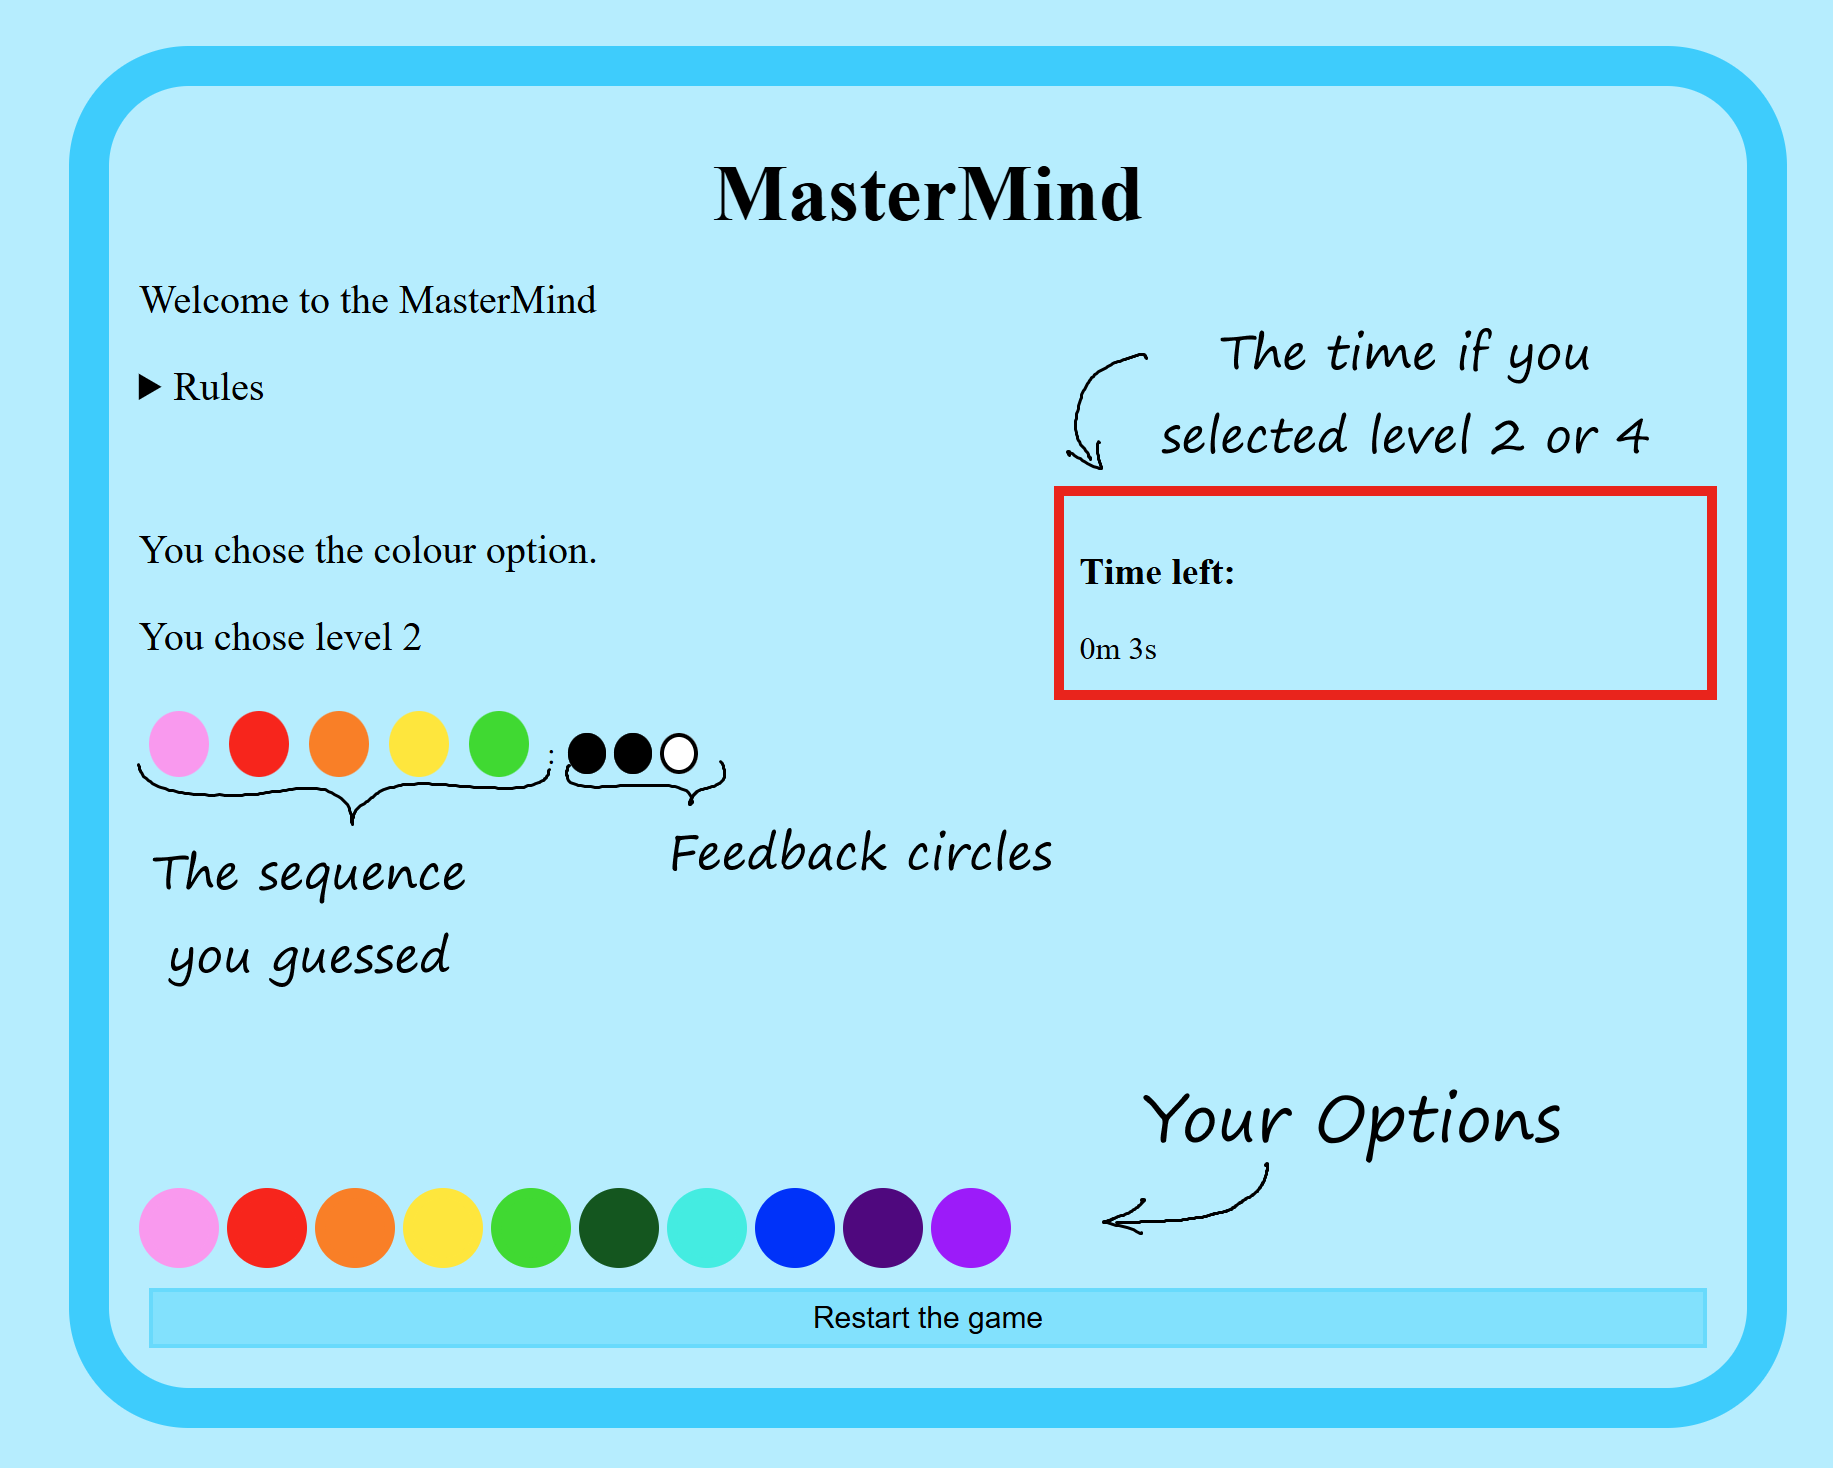 MasterMind
Welcome to the MasterMind
▶ Rules
The time if you
selected level 2 or 4
You chose the colour option.
Time left:
You chose level 2
0m 3s
:
Feedback circles
The sequence
you guessed
Your Options
Restart the game